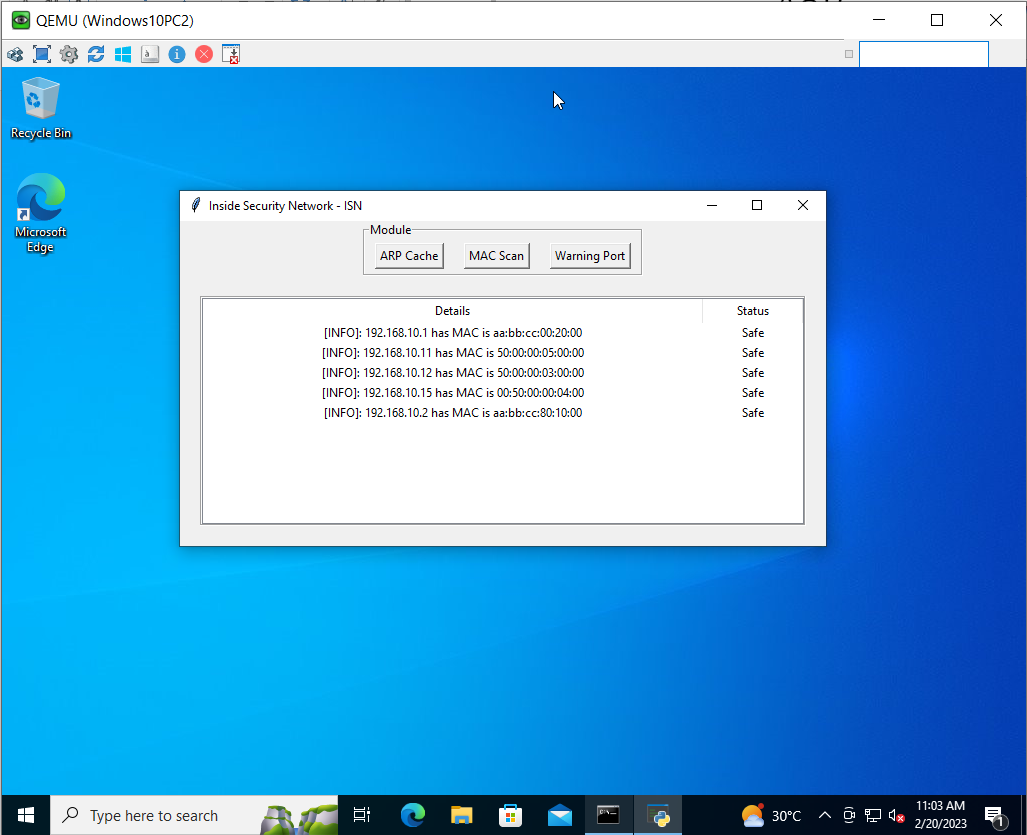 QEMU (Windows10PC2)
Recycle Bin
Microsoft
Edge
Inside Security Network - ISN
Module
ARP Cache MAC Scan Warning Port
Details Status
[INFO]: 192.168.10.1 has MAC is aa:bb:cc:00:20:00 Safe
[INFO]: 192.168.10.11 has MAC is 50:00:00:05:00:00 Safe
[INFO]: 192.168.10.12 has MAC is 50:00:00:03:00:00 Safe
[INFO]: 192.168.10.15 has MAC is 00:50:00:00:04:00 Safe
[INFO]: 192.168.10.2 has MAC is aa:bb:cc:80:10:00 Safe
Type here to search
30°C
11:03 AM
2/20/2023
1